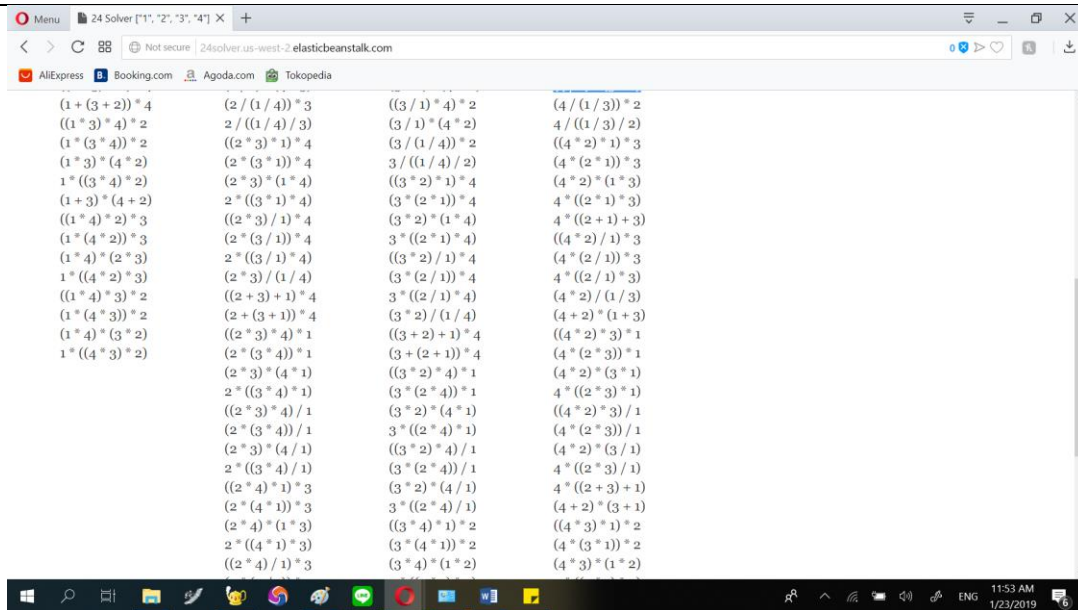 Menu
24 Solver ["1", "2", "3", "4"]
Not secure 24solver.us-west-2.elasticbeanstalk.com
0
AliExpress B. Booking.com a Agoda.com Tokopedia
(1 + (3 + 2)) * 4 (2 / (1 / 4)) * 3 ((3 / 1) * 4) * 2 (4 / (1 / 3)) * 2
((1 * 3) * 4) * 2 2 / ((1 / 4) / 3) (3 / 1) * (4 * 2) 4 / ((1 / 3) / 2)
(1 * (3 * 4)) * 2 ((2 * 3) * 1) * 4 (3 / (1 / 4)) * 2 ((4 * 2) * 1) * 3
(1 * 3) * (4 * 2) (2 * (3 * 1)) * 4 3 / ((1 / 4) / 2) (4 * (2 * 1)) * 3
1 * ((3 * 4) * 2) (2 * 3) * (1 * 4) ((3 * 2) * 1) * 4 (4 * 2) * (1 * 3)
(1 + 3) * (4 + 2) 2 * ((3 * 1) * 4) (3 * (2 * 1)) * 4 4 * ((2 * 1) * 3)
((1 * 4) * 2) * 3 ((2 * 3) / 1) * 4 (3 * 2) * (1 * 4) 4 * ((2 + 1) + 3)
(1 * (4 * 2)) * 3 (2 * (3 / 1)) * 4 3 * ((2 * 1) * 4) ((4 * 2) / 1) * 3
(1 * 4) * (2 * 3) 2 * ((3 / 1) * 4) ((3 * 2) / 1) * 4 (4 * (2 / 1)) * 3
1 * ((4 * 2) * 3) (2 * 3) / (1 / 4) (3 * (2 / 1)) * 4 4 * ((2 / 1) * 3)
((1 * 4) * 3) * 2 ((2 + 3) + 1) * 4 3 * ((2 / 1) * 4) (4 * 2) / (1 / 3)
(1 * (4 * 3)) * 2 (2 + (3 + 1)) * 4 (3 * 2) / (1 / 4) (4 + 2) * (1 + 3)
(1 * 4) * (3 * 2) ((2 * 3) * 4) * 1 ((3 + 2) + 1) * 4 ((4 * 2) * 3) * 1
1 * ((4 * 3) * 2) (2 * (3 * 4)) * 1 (3 + (2 + 1)) * 4 (4 * (2 * 3)) * 1
(2 * 3) * (4 * 1) ((3 * 2) * 4) * 1 (4 * 2) * (3 * 1)
2 * ((3 * 4) * 1) (3 * (2 * 4)) * 1 4 * ((2 * 3) * 1)
((2 * 3) * 4) / 1 (3 * 2) * (4 * 1) ((4 * 2) * 3) / 1
(2 * (3 * 4)) / 1 3 * ((2 * 4) * 1) (4 * (2 * 3)) / 1
(2 * 3) * (4 / 1) ((3 * 2) * 4) / 1 (4 * 2) * (3 / 1)
2 * ((3 * 4) / 1) (3 * (2 * 4)) / 1 4 * ((2 * 3) / 1)
((2 * 4) * 1) * 3 (3 * 2) * (4 / 1) 4 * ((2 + 3) + 1)
(2 * (4 * 1)) * 3 3 * ((2 * 4) / 1) (4 + 2) * (3 + 1)
(2 * 4) * (1 * 3) ((3 * 4) * 1) * 2 ((4 * 3) * 1) * 2
2 * ((4 * 1) * 3) (3 * (4 * 1)) * 2 (4 * (3 * 1)) * 2
((2 * 4) / 1) * 3 (3 * 4) * (1 * 2) (4 * 3) * (1 * 2)
ENG
11:53 AM
1/23/2019
6